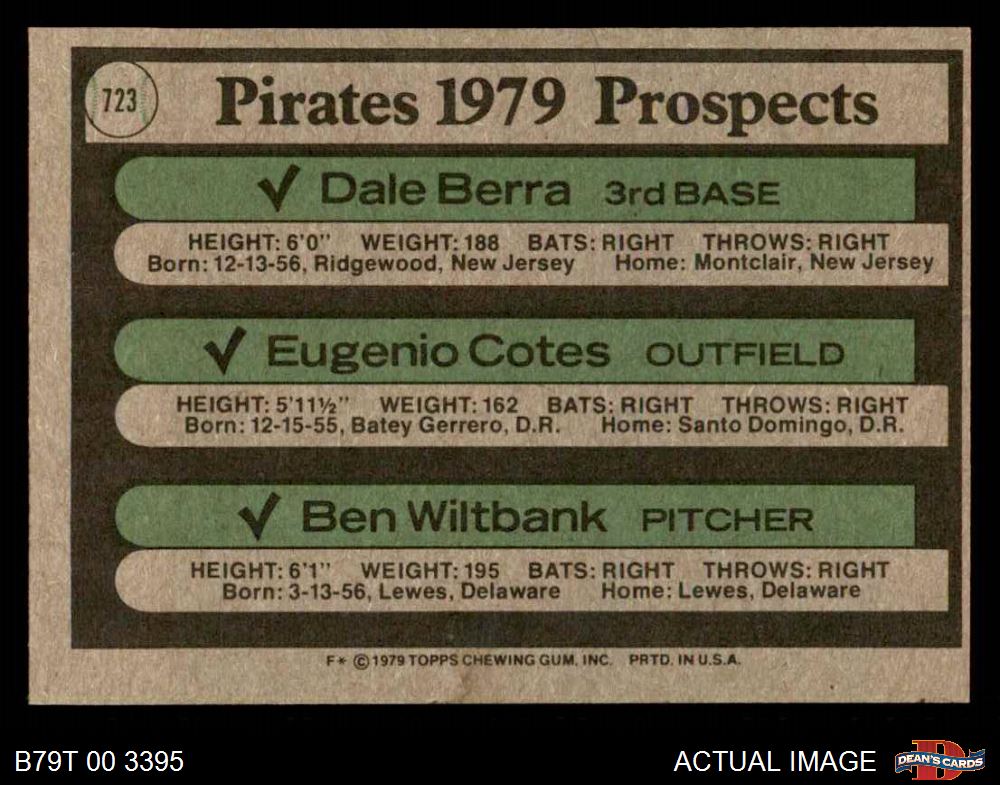 723
Pirates 1979 Prospects
✓ Dale Berra 3rd BASE
HEIGHT: 6'0" WEIGHT: 188 BATS: RIGHT THROWS: RIGHT
Born: 12-13-56, Ridgewood, New Jersey Home: Montclair, New Jersey
✓ Eugenio Cotes OUTFIELD
HEIGHT: 5'11½" WEIGHT: 162 BATS: RIGHT THROWS: RIGHT
Born: 12-15-55, Batey Gerrero, D.R. Home: Santo Domingo, D.R.
✓ Ben Wiltbank PITCHER
HEIGHT: 6'1" WEIGHT: 195 BATS: RIGHT THROWS: RIGHT
Born: 3-13-56, Lewes, Delaware Home: Lewes, Delaware
F* © 1979 TOPPS CHEWING GUM, INC. PRTD. IN U.S.A.
B79T 00 3395
ACTUAL IMAGE
D
DEAN'S CARDS